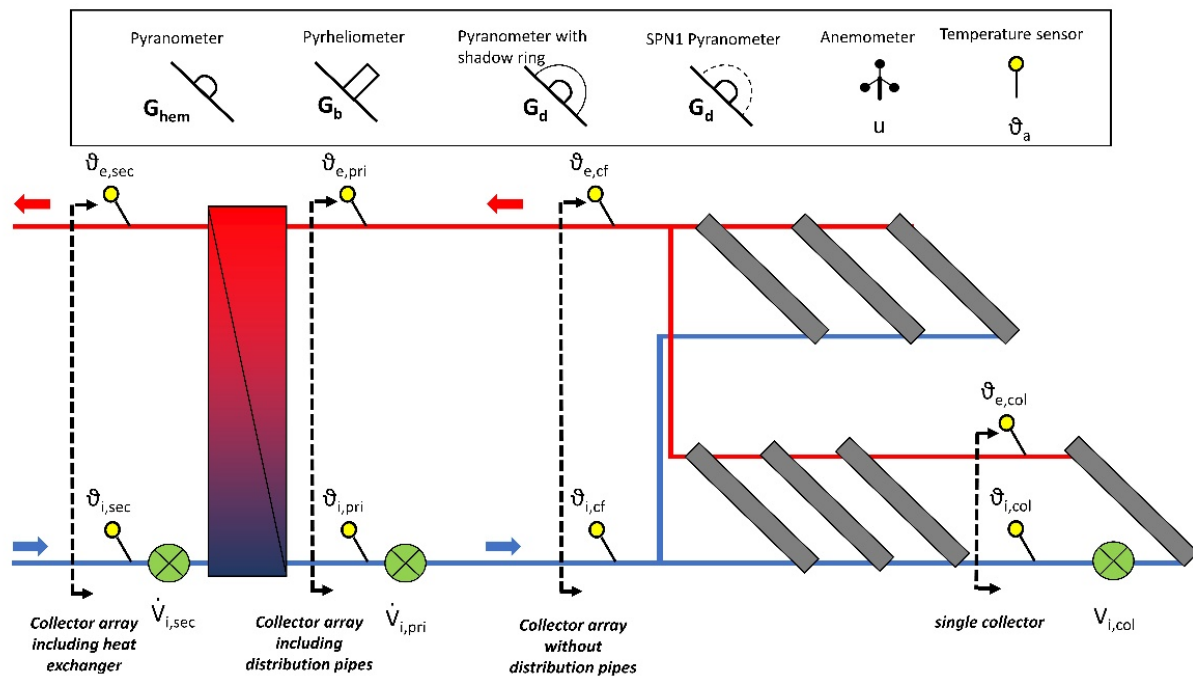 Pyranometer
Pyrheliometer
Pyranometer with
shadow ring
SPN1 Pyranometer
Anemometer
Temperature sensor
G_hem
G_b
G_d
G_d
u
ϑ_a
ϑ_e,sec
ϑ_e,pri
ϑ_e,cf
ϑ_e,col
ϑ_i,sec
ϑ_i,pri
ϑ_i,cf
ϑ_i,col
V̇_i,sec
V̇_i,pri
V_i,col
Collector array
including heat
exchanger
Collector array
including
distribution pipes
Collector array
without
distribution pipes
single collector